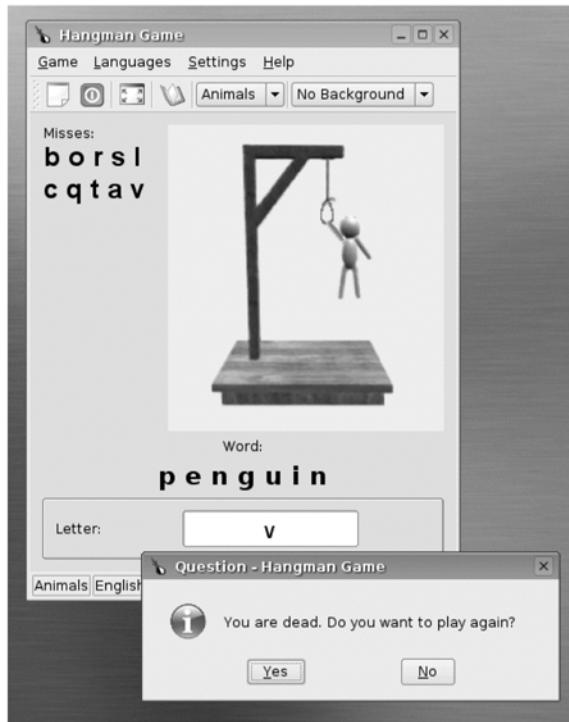 Hangman Game
Game Languages Settings Help
Animals No Background
Misses:
b o r s l
c q t a v
Word:
p e n g u i n
Letter: v
Animals English
Question - Hangman Game
You are dead. Do you want to play again?
Yes No